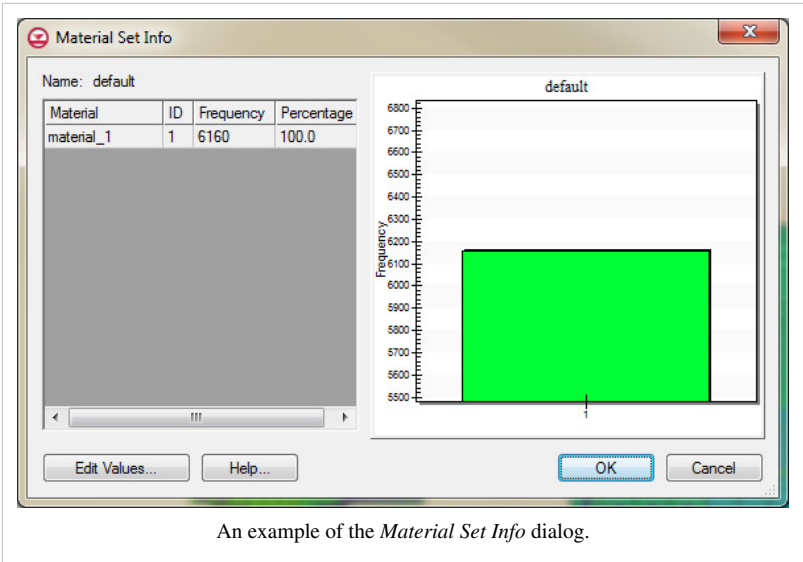 Material Set Info
Name: default
Material ID Frequency Percentage
material_1 1 6160 100.0
default
6800
6700
6600
6500
6400
6300
6200
6100
6000
5900
5800
5700
5600
5500
Frequency
1
Edit Values...
Help...
OK
Cancel
An example of the Material Set Info dialog.